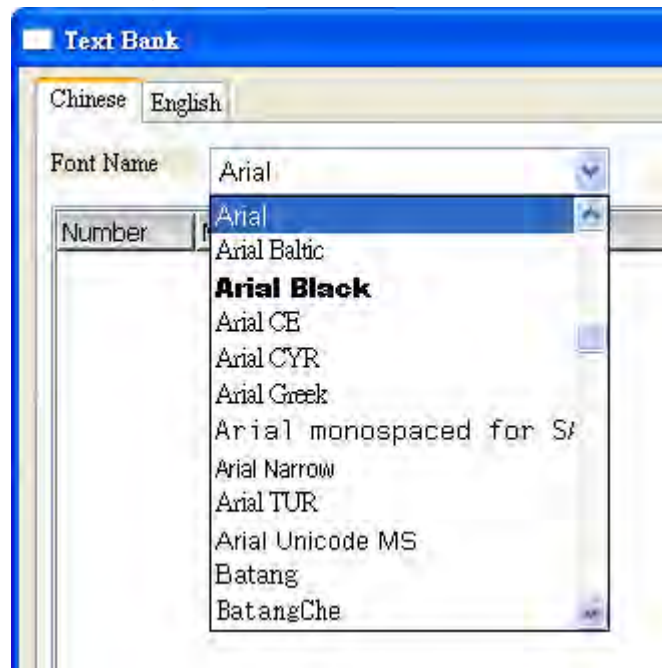 Text Bank
Chinese English
Font Name Arial
Number
Arial
Arial Baltic
Arial Black
Arial CE
Arial CYR
Arial Greek
Arial monospaced for
Arial Narrow
Arial TUR
Arial Unicode MS
Batang
BatangChe